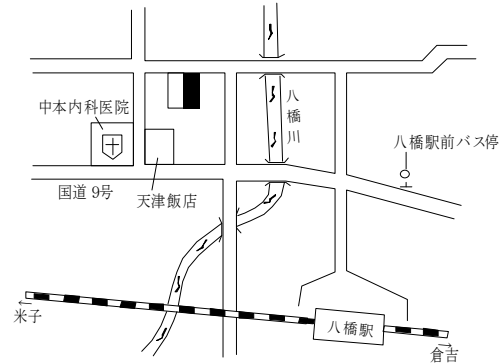 中本内科医院
八橋川
八橋駅前バス停
国道9号
天津飯店
米子
八橋駅
倉吉